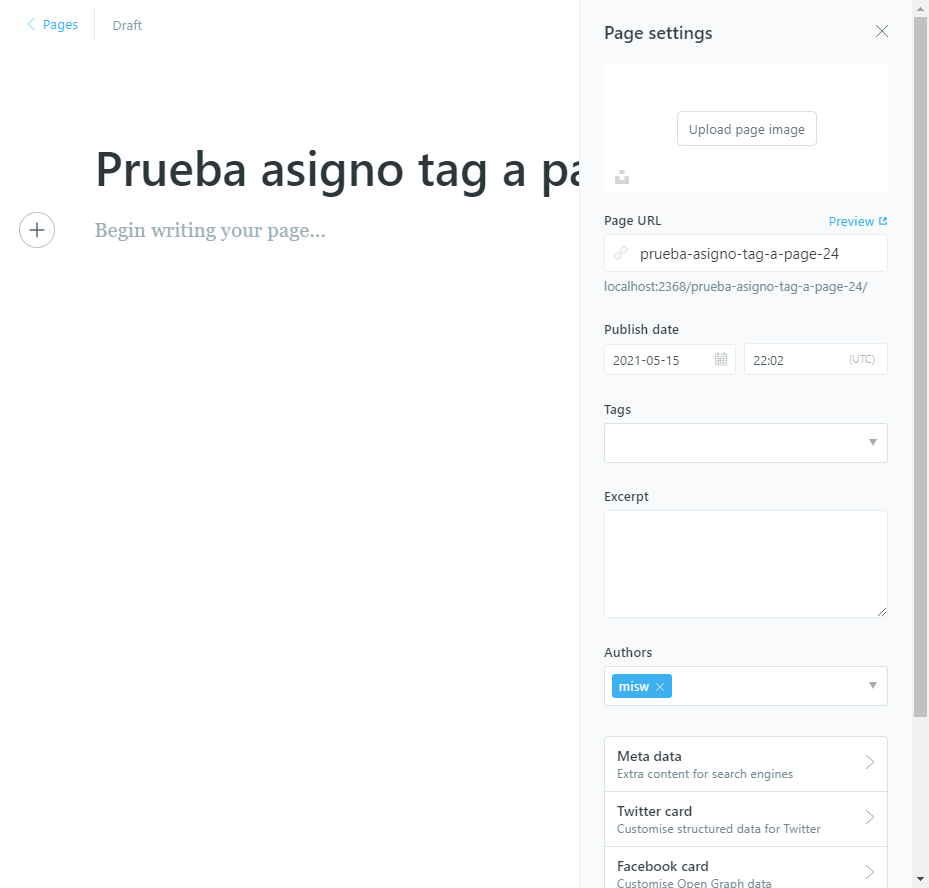 Pages
Draft
Prueba asigno tag a pa
Begin writing your page...
Page settings
Upload page image
Page URL
Preview
prueba-asigno-tag-a-page-24
localhost:2368/prueba-asigno-tag-a-page-24/
Publish date
2021-05-15
22:02
(UTC)
Tags
Excerpt
Authors
misw
Meta data
Extra content for search engines
Twitter card
Customise structured data for Twitter
Facebook card
Customise Open Graph data